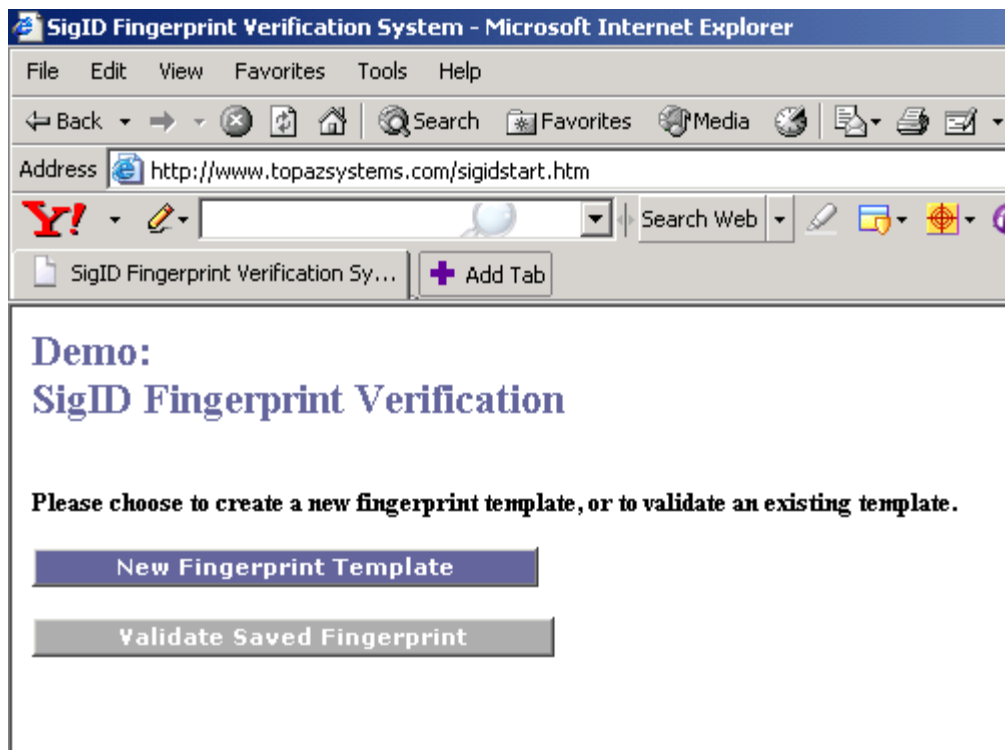 SigID Fingerprint Verification System - Microsoft Internet Explorer
File Edit View Favorites Tools Help
Back Search Favorites Media
Address http://www.topazsystems.com/sigidstart.htm
Y! Search Web
SigID Fingerprint Verification Sy... Add Tab
Demo:
SigID Fingerprint Verification
Please choose to create a new fingerprint template, or to validate an existing template.
New Fingerprint Template
Validate Saved Fingerprint